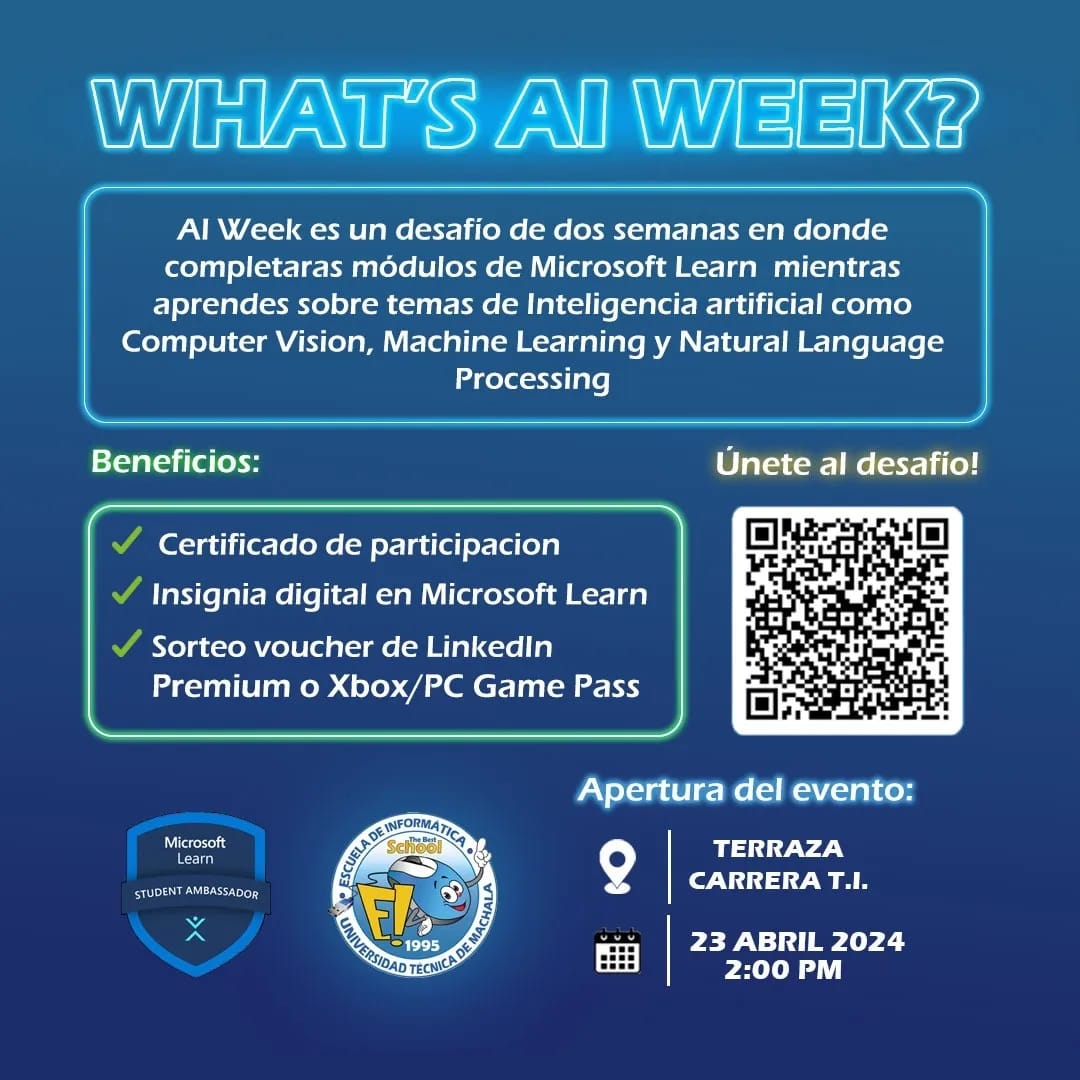 WHAT'S AI WEEK?
AI Week es un desafío de dos semanas en donde
completaras módulos de Microsoft Learn mientras
aprendes sobre temas de Inteligencia artificial como
Computer Vision, Machine Learning y Natural Language
Processing
Beneficios:
Certificado de participacion
Insignia digital en Microsoft Learn
Sorteo voucher de LinkedIn
Premium o Xbox/PC Game Pass
Únete al desafío!
Microsoft
Learn
STUDENT AMBASSADOR
ESCUELA DE INFORMÁTICA
The Best
School
E!
1995
UNIVERSIDAD TÉCNICA DE MACHALA
Apertura del evento:
TERRAZA
CARRERA T.I.
23 ABRIL 2024
2:00 PM